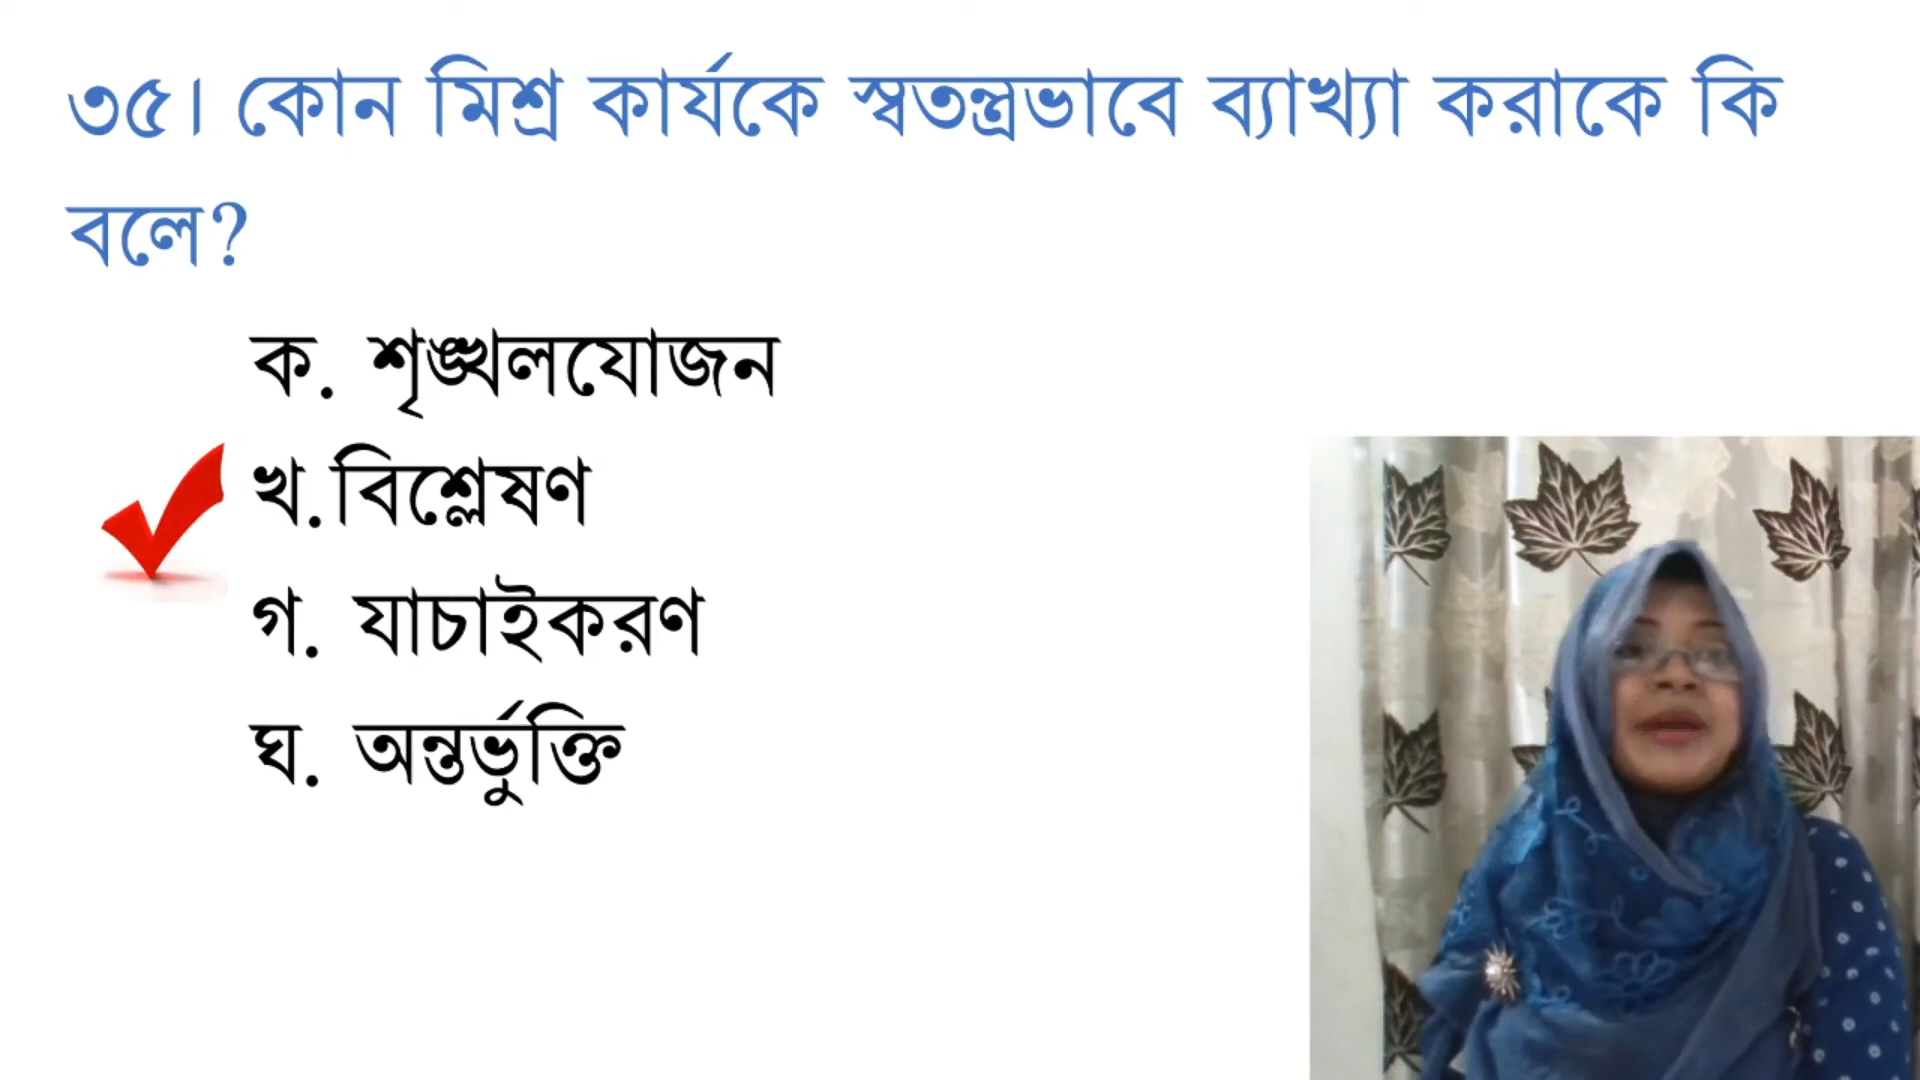 ৩৫। কোন মিশ্র কার্যকে স্বতন্ত্রভাবে ব্যাখ্যা করাকে কি
বলে?
ক. শৃঙ্খলযোজন
খ.বিশ্লেষণ
গ. যাচাইকরণ
ঘ. অন্তর্ভুক্তি